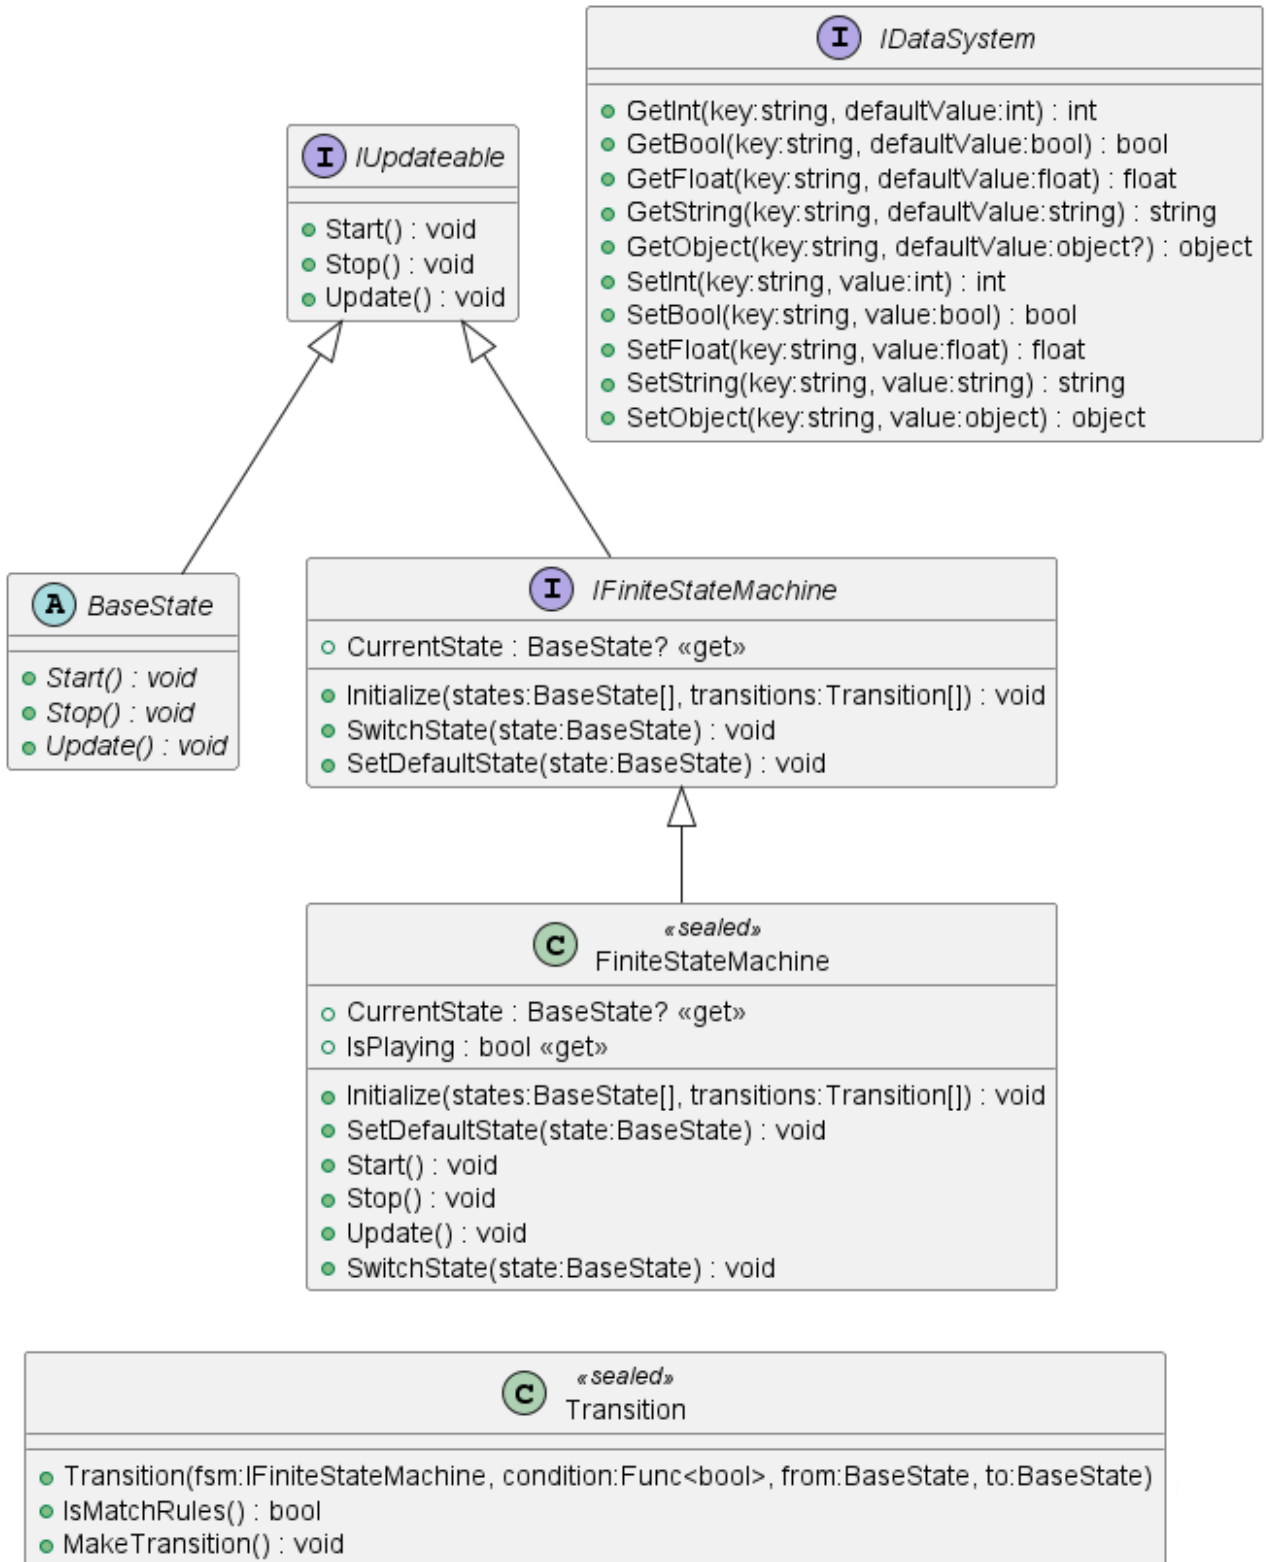 I IDataSystem
GetInt(key:string, defaultValue:int) : int
GetBool(key:string, defaultValue:bool) : bool
GetFloat(key:string, defaultValue:float) : float
GetString(key:string, defaultValue:string) : string
GetObject(key:string, defaultValue:object?) : object
SetInt(key:string, value:int) : int
SetBool(key:string, value:bool) : bool
SetFloat(key:string, value:float) : float
SetString(key:string, value:string) : string
SetObject(key:string, value:object) : object
I IUpdateable
Start() : void
Stop() : void
Update() : void
A BaseState
Start() : void
Stop() : void
Update() : void
I IFiniteStateMachine
CurrentState : BaseState? «get»
Initialize(states:BaseState[], transitions:Transition[]) : void
SwitchState(state:BaseState) : void
SetDefaultState(state:BaseState) : void
«sealed»
C FiniteStateMachine
CurrentState : BaseState? «get»
IsPlaying : bool «get»
Initialize(states:BaseState[], transitions:Transition[]) : void
SetDefaultState(state:BaseState) : void
Start() : void
Stop() : void
Update() : void
SwitchState(state:BaseState) : void
«sealed»
C Transition
Transition(fsm:IFiniteStateMachine, condition:Func<bool>, from:BaseState, to:BaseState)
IsMatchRules() : bool
MakeTransition() : void